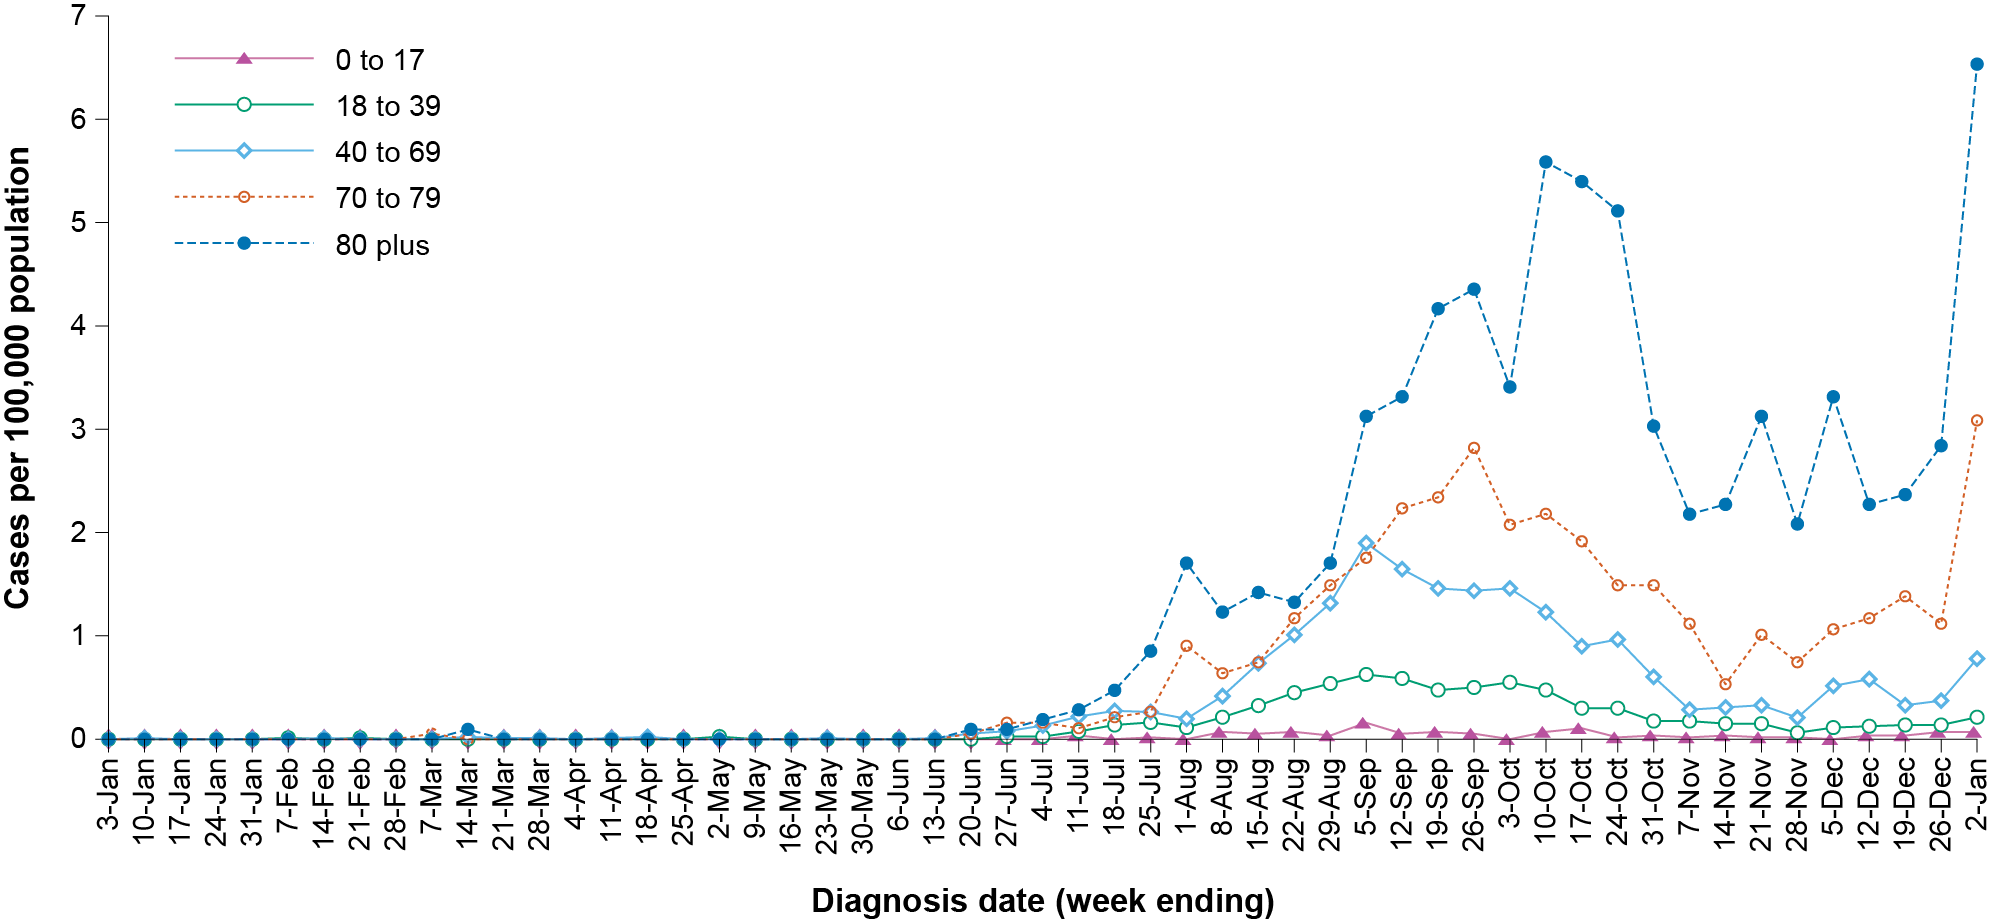 Cases per 100,000 population
7
6
5
4
3
2
1
0
0 to 17
18 to 39
40 to 69
70 to 79
80 plus
3-Jan
10-Jan
17-Jan
24-Jan
31-Jan
7-Feb
14-Feb
21-Feb
28-Feb
7-Mar
14-Mar
21-Mar
28-Mar
4-Apr
11-Apr
18-Apr
25-Apr
2-May
9-May
16-May
23-May
30-May
6-Jun
13-Jun
20-Jun
27-Jun
4-Jul
11-Jul
18-Jul
25-Jul
1-Aug
8-Aug
15-Aug
22-Aug
29-Aug
5-Sep
12-Sep
19-Sep
26-Sep
3-Oct
10-Oct
17-Oct
24-Oct
31-Oct
7-Nov
14-Nov
21-Nov
28-Nov
5-Dec
12-Dec
19-Dec
26-Dec
2-Jan
Diagnosis date (week ending)